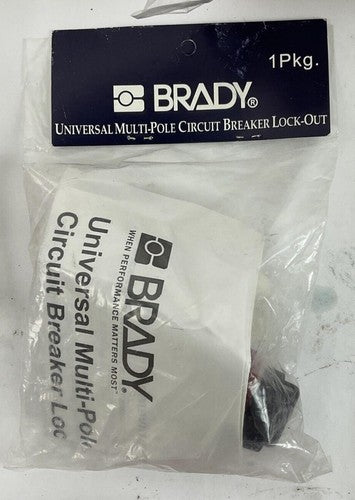 1Pkg.
BRADY®
UNIVERSAL MULTI-POLE CIRCUIT BREAKER LOCK-OUT
BRADY
WHEN PERFORMANCE MATTERS MOST™
Universal Multi-Pol
Circuit Breaker Loc